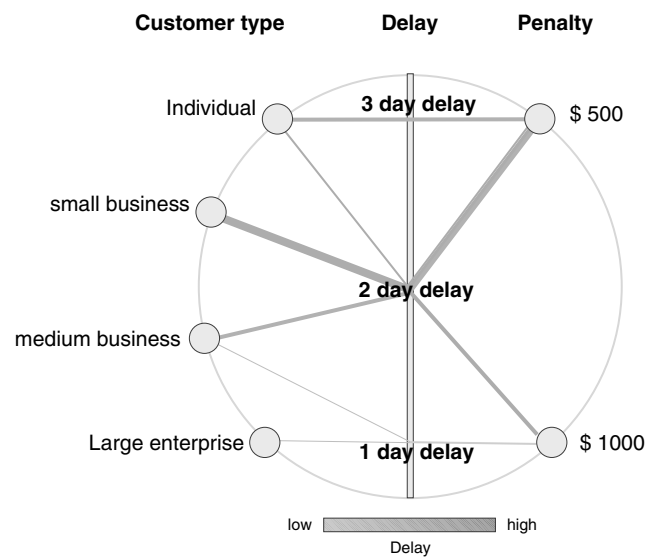 Customer type Delay Penalty
Individual 3 day delay $ 500
small business
2 day delay
medium business
Large enterprise 1 day delay $ 1000
low high
Delay